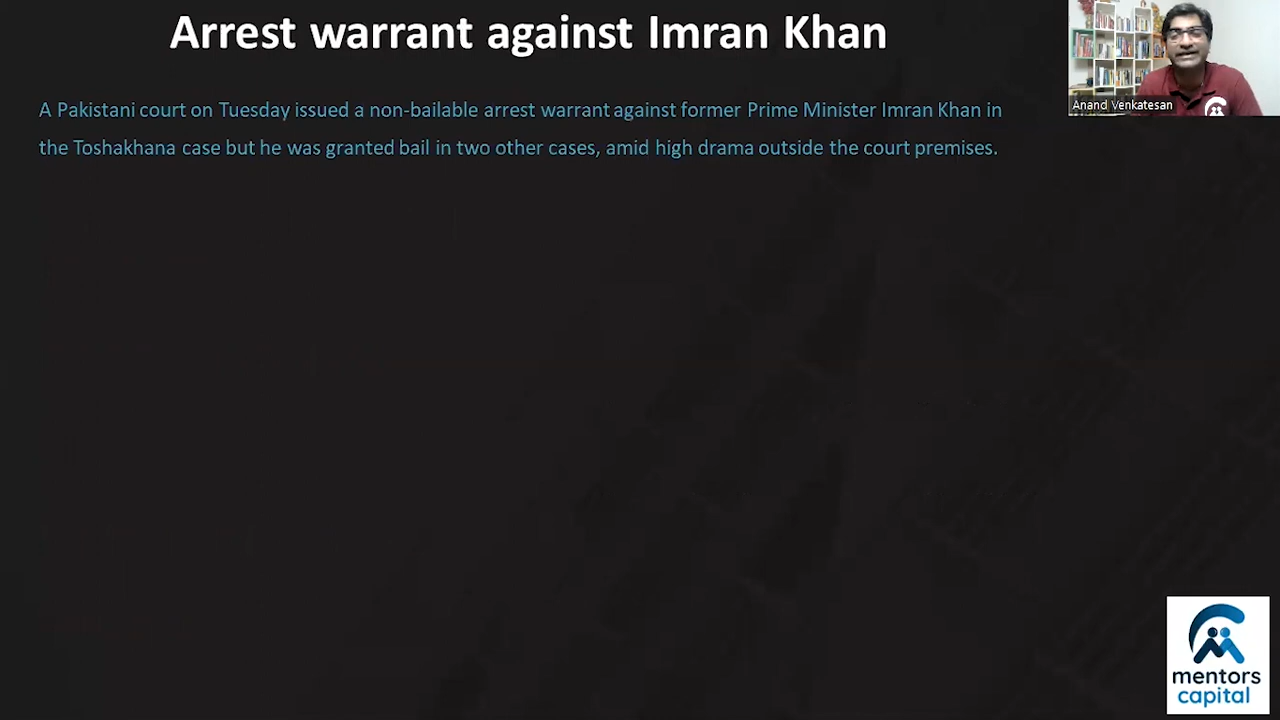 Arrest warrant against Imran Khan
A Pakistani court on Tuesday issued a non-bailable arrest warrant against former Prime Minister Imran Khan in
the Toshakhana case but he was granted bail in two other cases, amid high drama outside the court premises.
Anand Venkatesan
mentors
capital